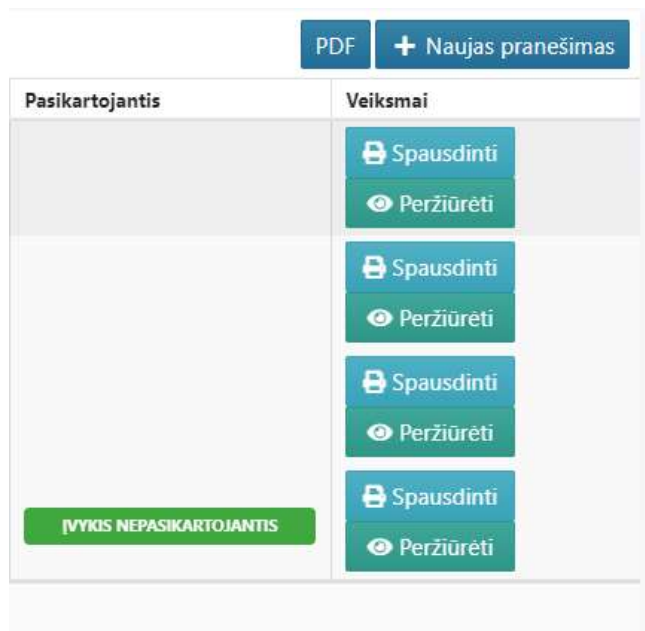 PDF
Naujas pranešimas
Pasikartojantis
Veiksmai
Spausdinti
Peržiūrėti
Spausdinti
Peržiūrėti
Spausdinti
Peržiūrėti
Spausdinti
ĮVYKIS NEPASIKARTOJANTIS
Peržiūrėti